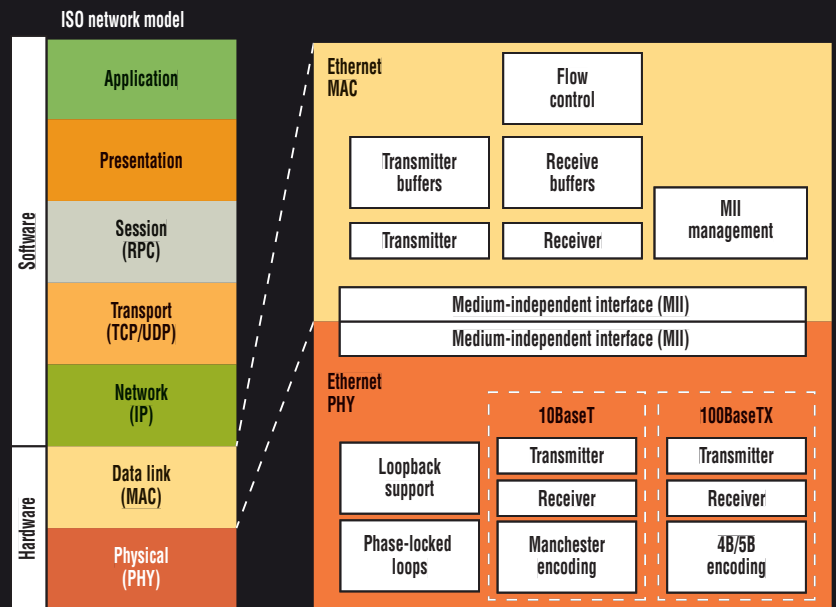 ISO network model
Software
Application
Presentation
Session
(RPC)
Transport
(TCP/UDP)
Network
(IP)
Hardware
Data link
(MAC)
Physical
(PHY)
Ethernet
MAC
Flow
control
Transmitter
buffers
Receive
buffers
MII
management
Transmitter
Receiver
Medium-independent interface (MII)
Medium-independent interface (MII)
Ethernet
PHY
Loopback
support
Phase-locked
loops
10BaseT
Transmitter
Receiver
Manchester
encoding
100BaseTX
Transmitter
Receiver
4B/5B
encoding